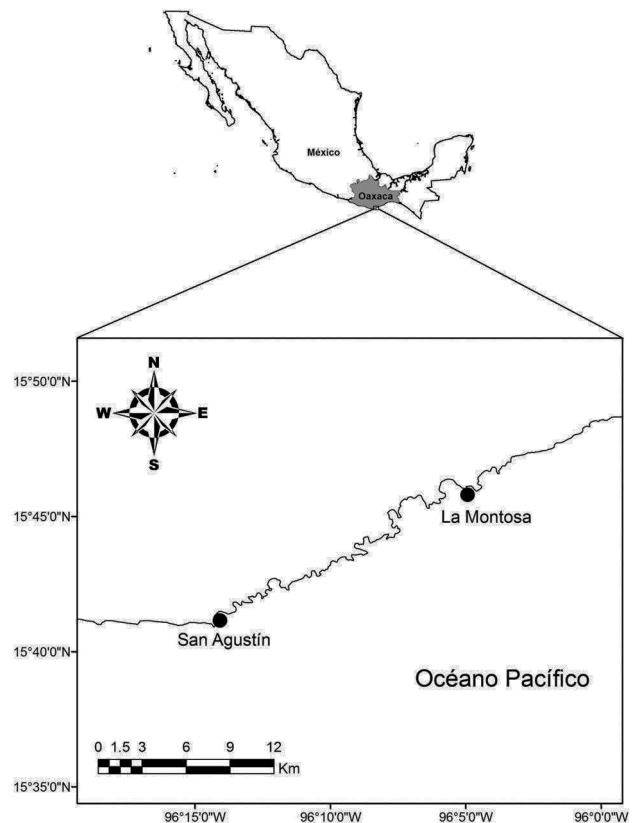 México
Oaxaca
15°50'0"N
N
W
E
S
15°45'0"N
La Montosa
15°40'0"N
San Agustín
Océano Pacífico
0 1.5 3 6 9 12
Km
15°35'0"N
96°15'0"W 96°10'0"W 96°5'0"W 96°0'0"W